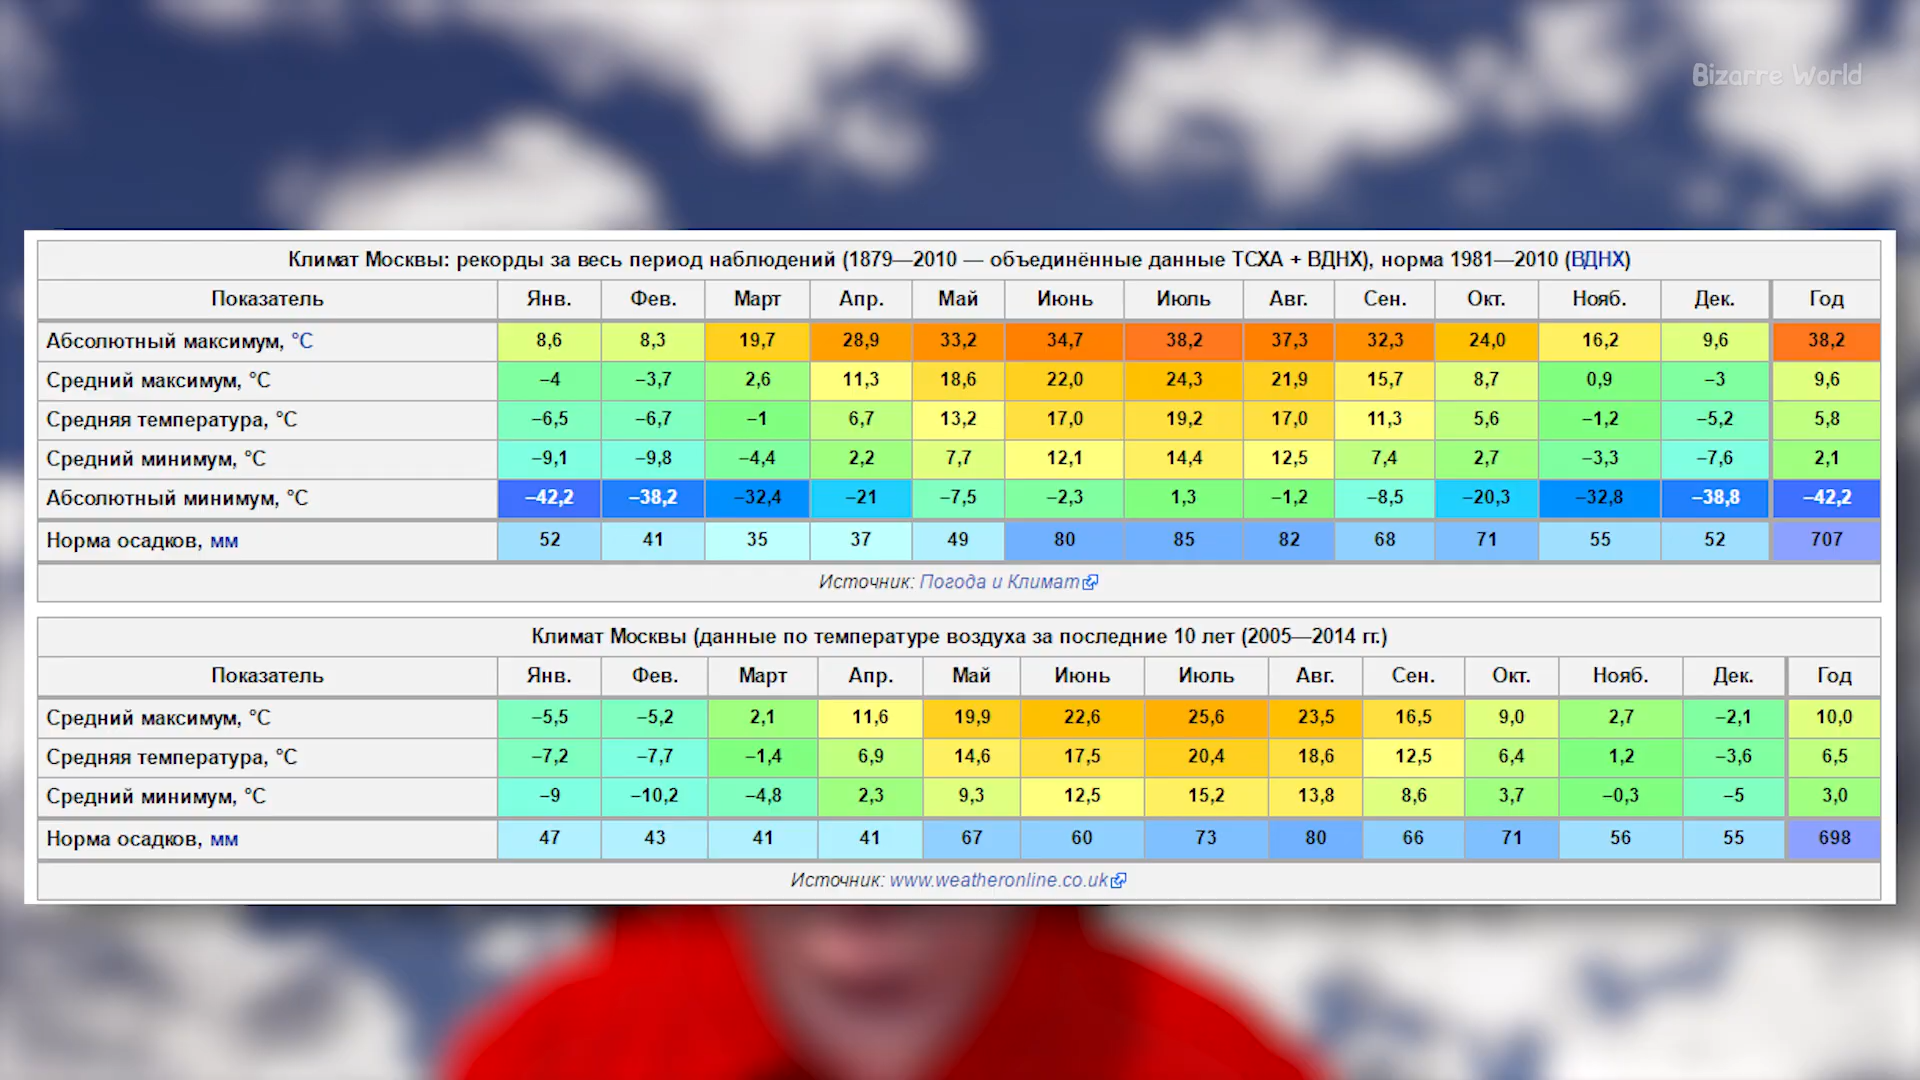 Bizarre World
Климат Москвы: рекорды за весь период наблюдений (1879—2010 — объединённые данные ТСХА + ВДНХ), норма 1981—2010 (ВДНХ)
Показатель Янв. Фев. Март Апр. Май Июнь Июль Авг. Сен. Окт. Нояб. Дек. Год
Абсолютный максимум, °C 8,6 8,3 19,7 28,9 33,2 34,7 38,2 37,3 32,3 24,0 16,2 9,6 38,2
Средний максимум, °C −4 −3,7 2,6 11,3 18,6 22,0 24,3 21,9 15,7 8,7 0,9 −3 9,6
Средняя температура, °C −6,5 −6,7 −1 6,7 13,2 17,0 19,2 17,0 11,3 5,6 −1,2 −5,2 5,8
Средний минимум, °C −9,1 −9,8 −4,4 2,2 7,7 12,1 14,4 12,5 7,4 2,7 −3,3 −7,6 2,1
Абсолютный минимум, °C −42,2 −38,2 −32,4 −21 −7,5 −2,3 1,3 −1,2 −8,5 −20,3 −32,8 −38,8 −42,2
Норма осадков, мм 52 41 35 37 49 80 85 82 68 71 55 52 707
Источник: Погода и Климат
Климат Москвы (данные по температуре воздуха за последние 10 лет (2005—2014 гг.)
Показатель Янв. Фев. Март Апр. Май Июнь Июль Авг. Сен. Окт. Нояб. Дек. Год
Средний максимум, °C −5,5 −5,2 2,1 11,6 19,9 22,6 25,6 23,5 16,5 9,0 2,7 −2,1 10,0
Средняя температура, °C −7,2 −7,7 −1,4 6,9 14,6 17,5 20,4 18,6 12,5 6,4 1,2 −3,6 6,5
Средний минимум, °C −9 −10,2 −4,8 2,3 9,3 12,5 15,2 13,8 8,6 3,7 −0,3 −5 3,0
Норма осадков, мм 47 43 41 41 67 60 73 80 66 71 56 55 698
Источник: www.weatheronline.co.uk